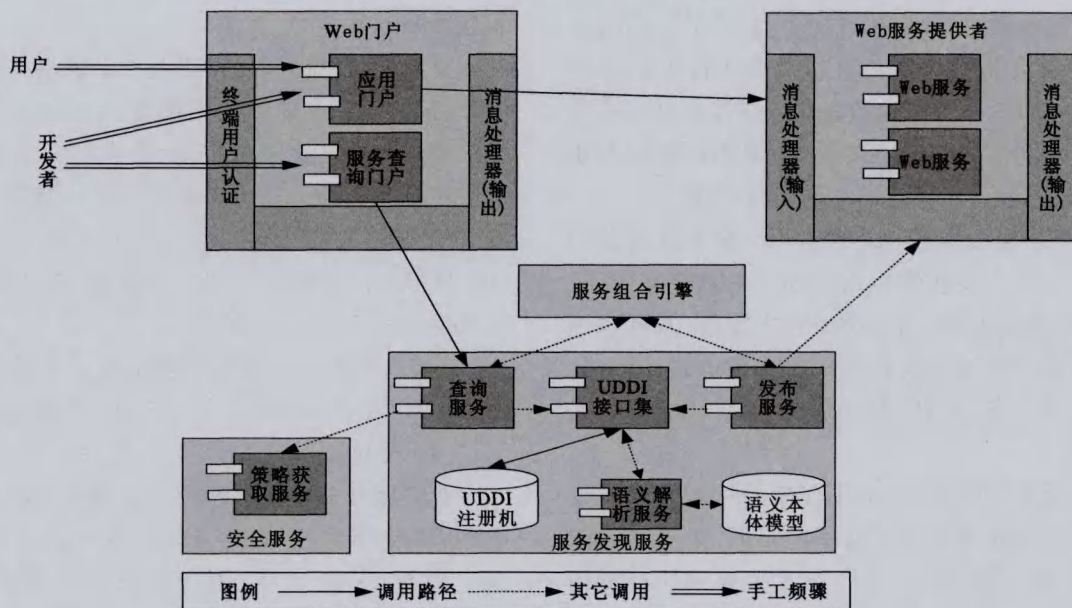 Web门户
Web服务提供者
用户
开发者
终端用户认证
应用
门户
服务查
询门户
消息处理器(输出)
消息处理器(输入)
Web服务
Web服务
消息处理器(输出)
服务组合引擎
查询
服务
UDDI
接口集
发布
服务
策略获
取服务
安全服务
UDDI
注册机
语义解
析服务
语义本
体模型
服务发现服务
图例
调用路径
其它调用
手工频骤